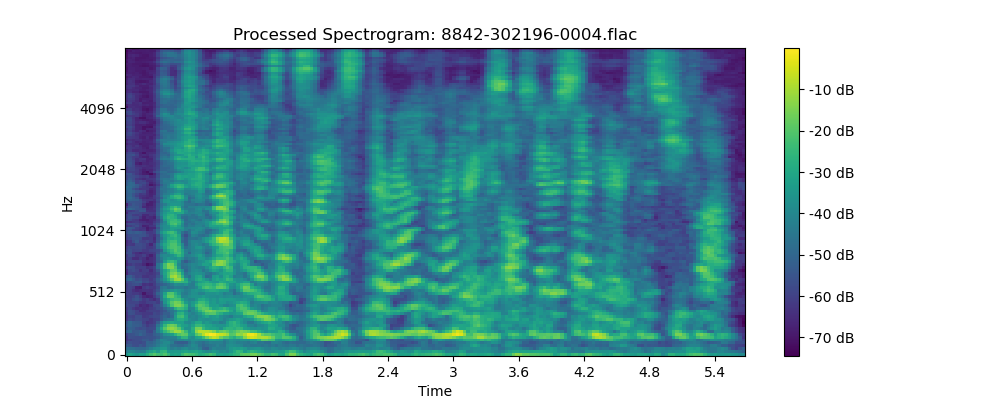 Processed Spectrogram: 8842-302196-0004.flac
Hz
4096
2048
1024
512
0
0 0.6 1.2 1.8 2.4 3 3.6 4.2 4.8 5.4
Time
-10 dB
-20 dB
-30 dB
-40 dB
-50 dB
-60 dB
-70 dB